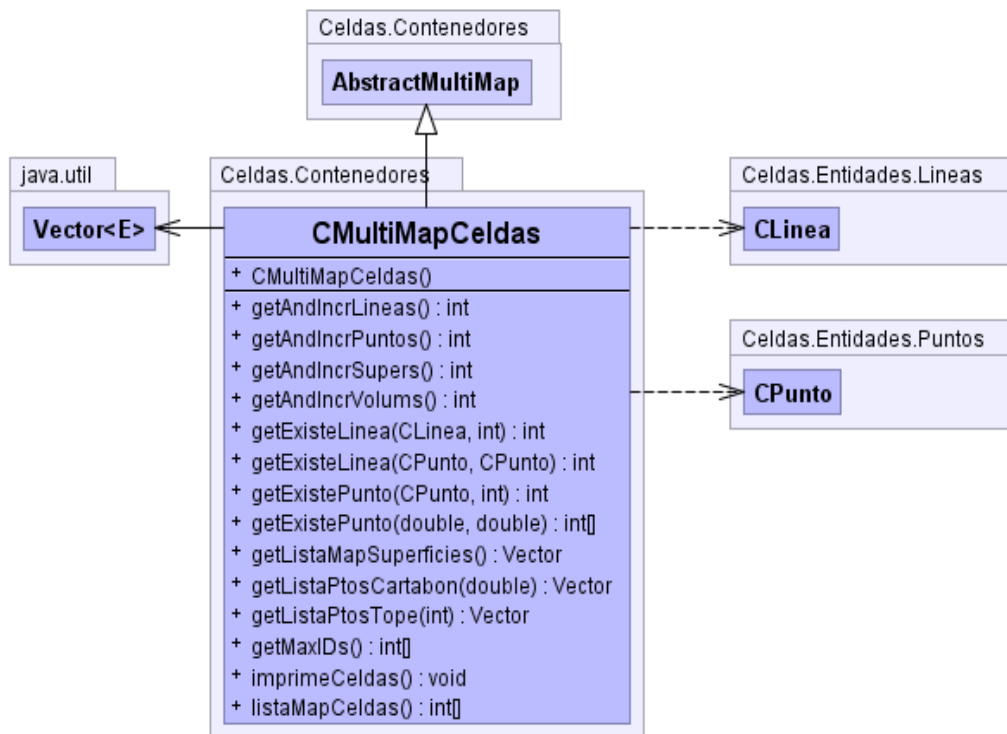 Celdas.Contenedores
AbstractMultiMap
java.util
Vector<E>
Celdas.Contenedores
CMultiMapCeldas
+ CMultiMapCeldas()
+ getAndIncrLineas() : int
+ getAndIncrPuntos() : int
+ getAndIncrSupers() : int
+ getAndIncrVolums() : int
+ getExisteLinea(CLinea, int) : int
+ getExisteLinea(CPunto, CPunto) : int
+ getExistePunto(CPunto, int) : int
+ getExistePunto(double, double) : int[]
+ getListaMapSuperficies() : Vector
+ getListaPtosCartabon(double) : Vector
+ getListaPtosTope(int) : Vector
+ getMaxIDs() : int[]
+ imprimeCeldas() : void
+ listaMapCeldas() : int[]
Celdas.Entidades.Lineas
CLinea
Celdas.Entidades.Puntos
CPunto